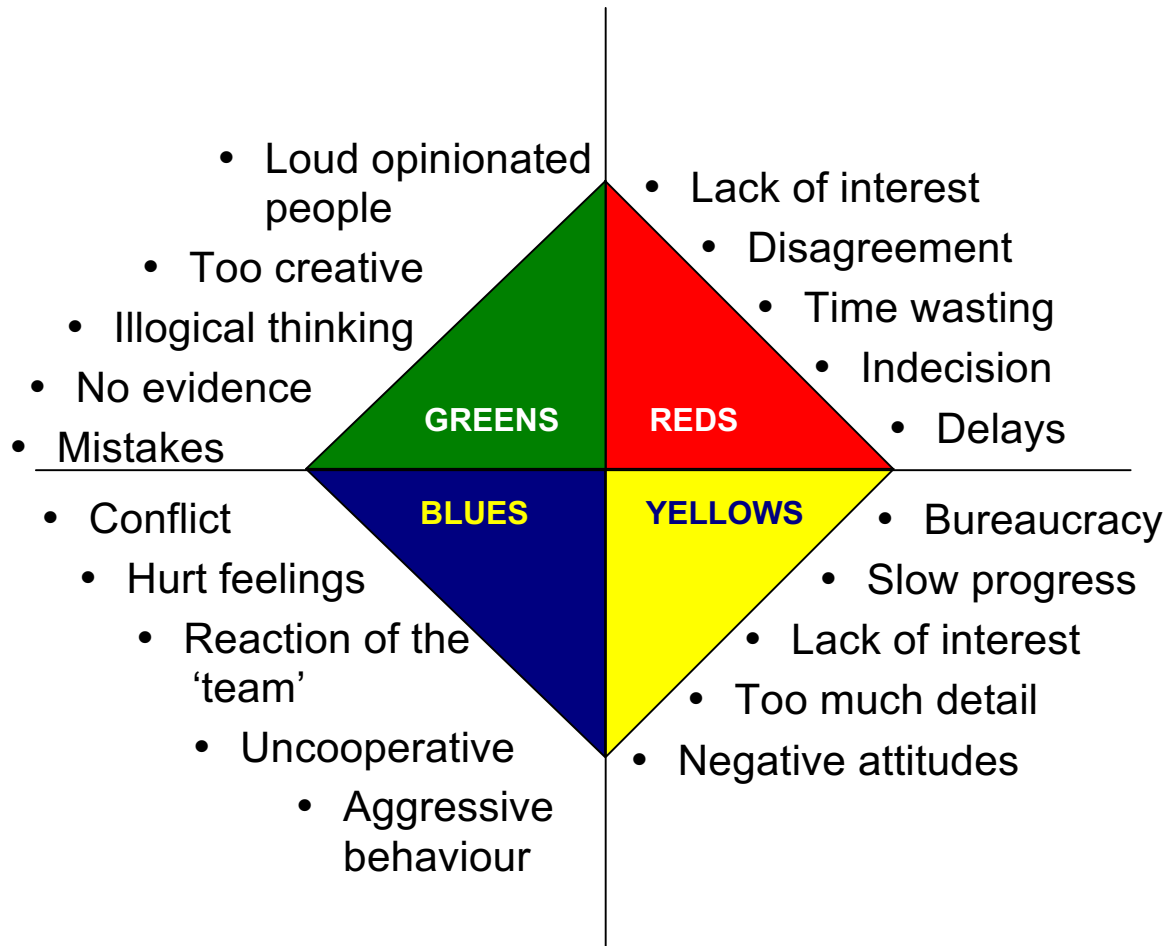 • Loud opinionated
people
• Too creative
• Illogical thinking
• No evidence
• Mistakes
GREENS
• Lack of interest
• Disagreement
• Time wasting
• Indecision
• Delays
REDS
BLUES
• Conflict
• Hurt feelings
• Reaction of the
‘team’
• Uncooperative
• Aggressive
behaviour
YELLOWS
• Bureaucracy
• Slow progress
• Lack of interest
• Too much detail
• Negative attitudes